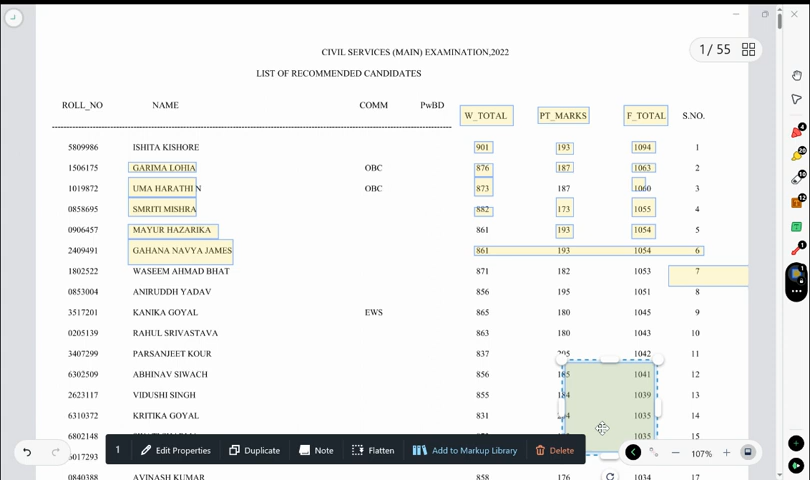 1 / 55
CIVIL SERVICES (MAIN) EXAMINATION,2022
LIST OF RECOMMENDED CANDIDATES
ROLL_NO NAME COMM PwBD W_TOTAL PT_MARKS F_TOTAL S.NO.
5809986 ISHITA KISHORE 901 193 1094 1
1506175 GARIMA LOHIA OBC 876 187 1063 2
1019872 UMA HARATHI N OBC 873 187 1060 3
0858695 SMRITI MISHRA 882 173 1055 4
0906457 MAYUR HAZARIKA 861 193 1054 5
2409491 GAHANA NAVYA JAMES 861 193 1054 6
1802522 WASEEM AHMAD BHAT 871 182 1053 7
0853004 ANIRUDDH YADAV 856 195 1051 8
3517201 KANIKA GOYAL EWS 865 180 1045 9
0205139 RAHUL SRIVASTAVA 863 180 1043 10
3407299 PARSANJEET KOUR 837 205 1042 11
6302509 ABHINAV SIWACH 856 185 1041 12
2623117 VIDUSHI SINGH 855 184 1039 13
6310372 KRITIKA GOYAL 831 1035 14
6802148 1035 15
6017293
0840388 AVINASH KUMAR 858 176 1034 17
1 Edit Properties Duplicate Note Flatten Add to Markup Library Delete
107%